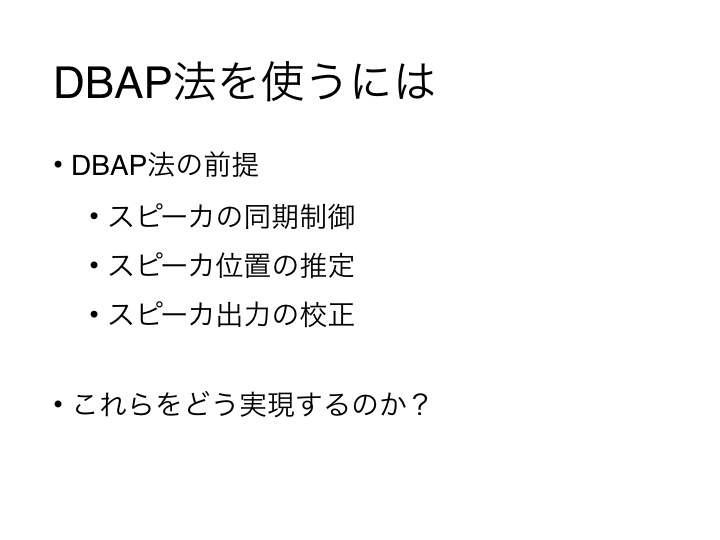 DBAP法を使うには
• DBAP法の前提
• スピーカの同期制御
• スピーカ位置の推定
• スピーカ出力の校正
• これらをどう実現するのか？